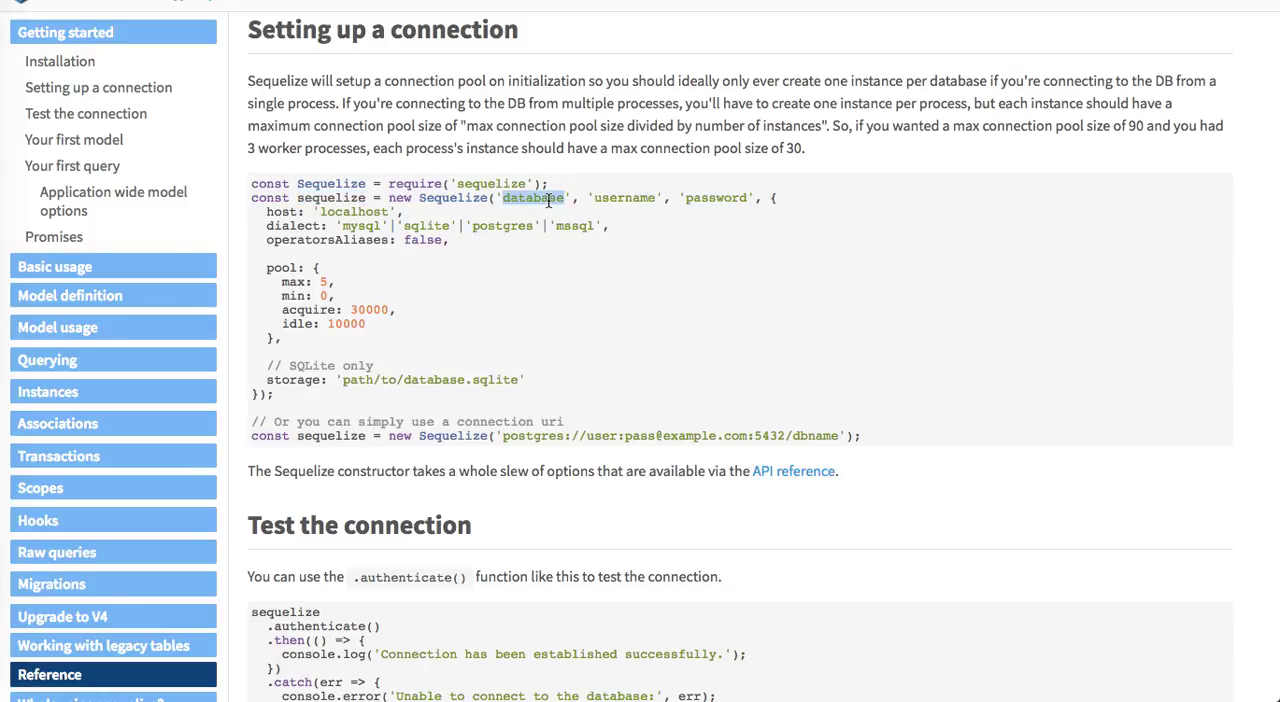 Getting started
Installation
Setting up a connection
Test the connection
Your first model
Your first query
Application wide model
options
Promises
Basic usage
Model definition
Model usage
Querying
Instances
Associations
Transactions
Scopes
Hooks
Raw queries
Migrations
Upgrade to V4
Working with legacy tables
Reference
Setting up a connection
Sequelize will setup a connection pool on initialization so you should ideally only ever create one instance per database if you're connecting to the DB from a
single process. If you're connecting to the DB from multiple processes, you'll have to create one instance per process, but each instance should have a
maximum connection pool size of "max connection pool size divided by number of instances". So, if you wanted a max connection pool size of 90 and you had
3 worker processes, each process's instance should have a max connection pool size of 30.
const Sequelize = require('sequelize');
const sequelize = new Sequelize('database', 'username', 'password', {
  host: 'localhost',
  dialect: 'mysql'|'sqlite'|'postgres'|'mssql',
  operatorsAliases: false,
  pool: {
    max: 5,
    min: 0,
    acquire: 30000,
    idle: 10000
  },
  // SQLite only
  storage: 'path/to/database.sqlite'
});
// Or you can simply use a connection uri
const sequelize = new Sequelize('postgres://user:pass@example.com:5432/dbname');
The Sequelize constructor takes a whole slew of options that are available via the API reference.
Test the connection
You can use the .authenticate() function like this to test the connection.
sequelize
  .authenticate()
  .then(() => {
    console.log('Connection has been established successfully.');
  })
  .catch(err => {
    console.error('Unable to connect to the database:', err);